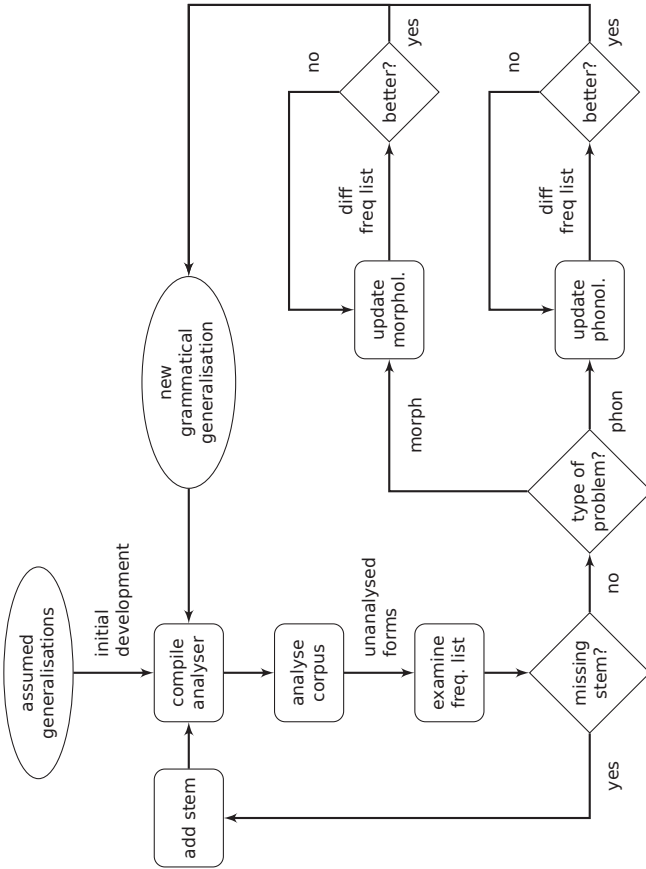 assumed
generalisations
initial
development
add stem
compile
analyser
new
grammatical
generalisation
analyse
corpus
unanalysed
forms
examine
freq. list
missing
stem?
yes
no
type of
problem?
morph
update
morphol.
diff
freq list
better?
no
yes
phon
update
phonol.
diff
freq list
better?
no
yes